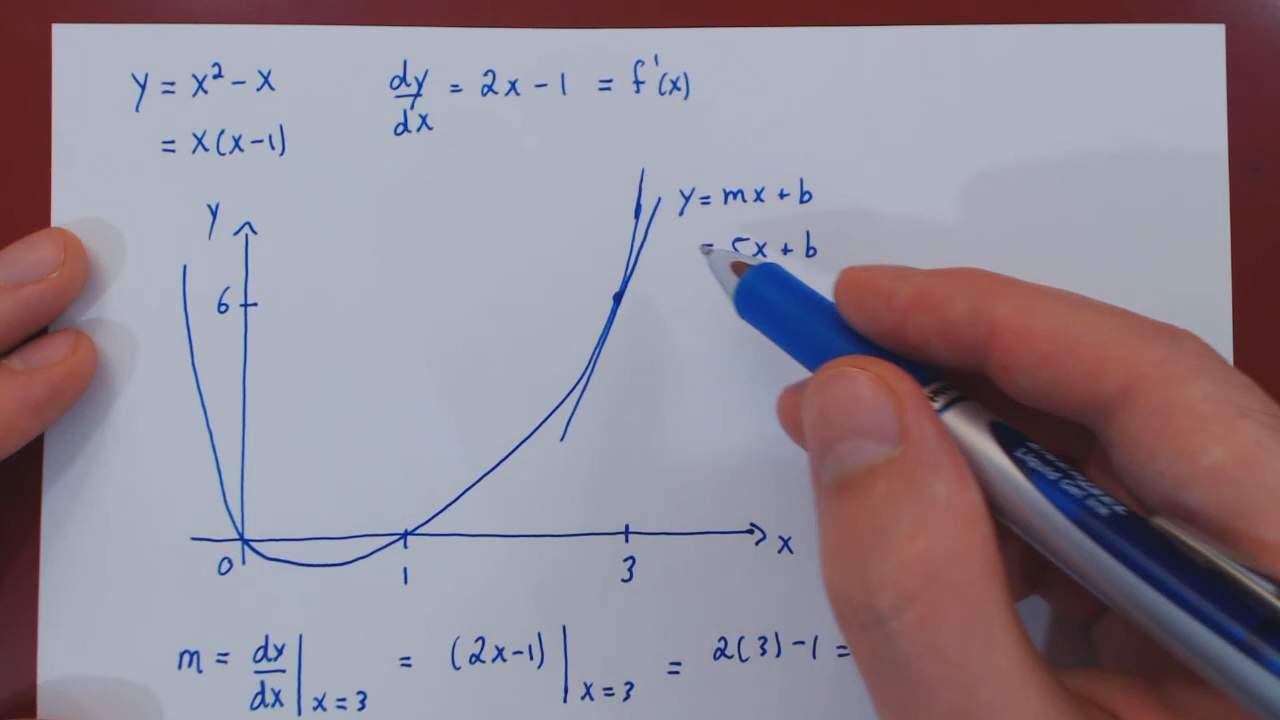 y = x² - x
= x(x-1)
dy/dx = 2x - 1 = f'(x)
y
y = mx + b
= 5x + b
6
0
1
3
x
m = dy/dx |x=3 = (2x-1) |x=3 = 2(3) - 1 =